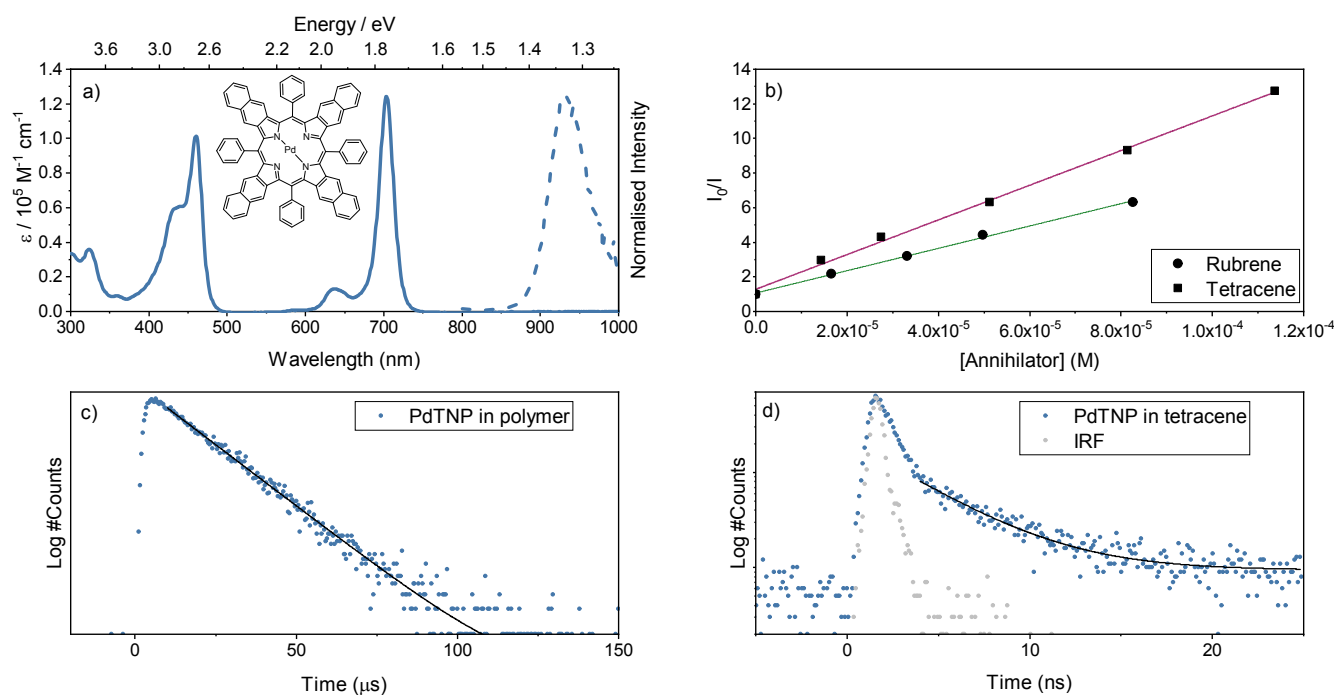 Energy / eV
3.6 3.0 2.6 2.2 2.0 1.8 1.6 1.5 1.4 1.3
a)
1.4
1.2
1.0
0.8
0.6
0.4
0.2
0.0
ε / 10⁵ M⁻¹ cm⁻¹
N N
Pd
N N
Normalised Intensity
300 400 500 600 700 800 900 1000
Wavelength (nm)
b)
14
12
10
8
6
4
2
0
I₀/I
Rubrene
Tetracene
0.0 2.0x10⁻⁵ 4.0x10⁻⁵ 6.0x10⁻⁵ 8.0x10⁻⁵ 1.0x10⁻⁴ 1.2x10⁻⁴
[Annihilator] (M)
c)
PdTNP in polymer
Log #Counts
0 50 100 150
Time (μs)
d)
PdTNP in tetracene
IRF
Log #Counts
0 10 20
Time (ns)